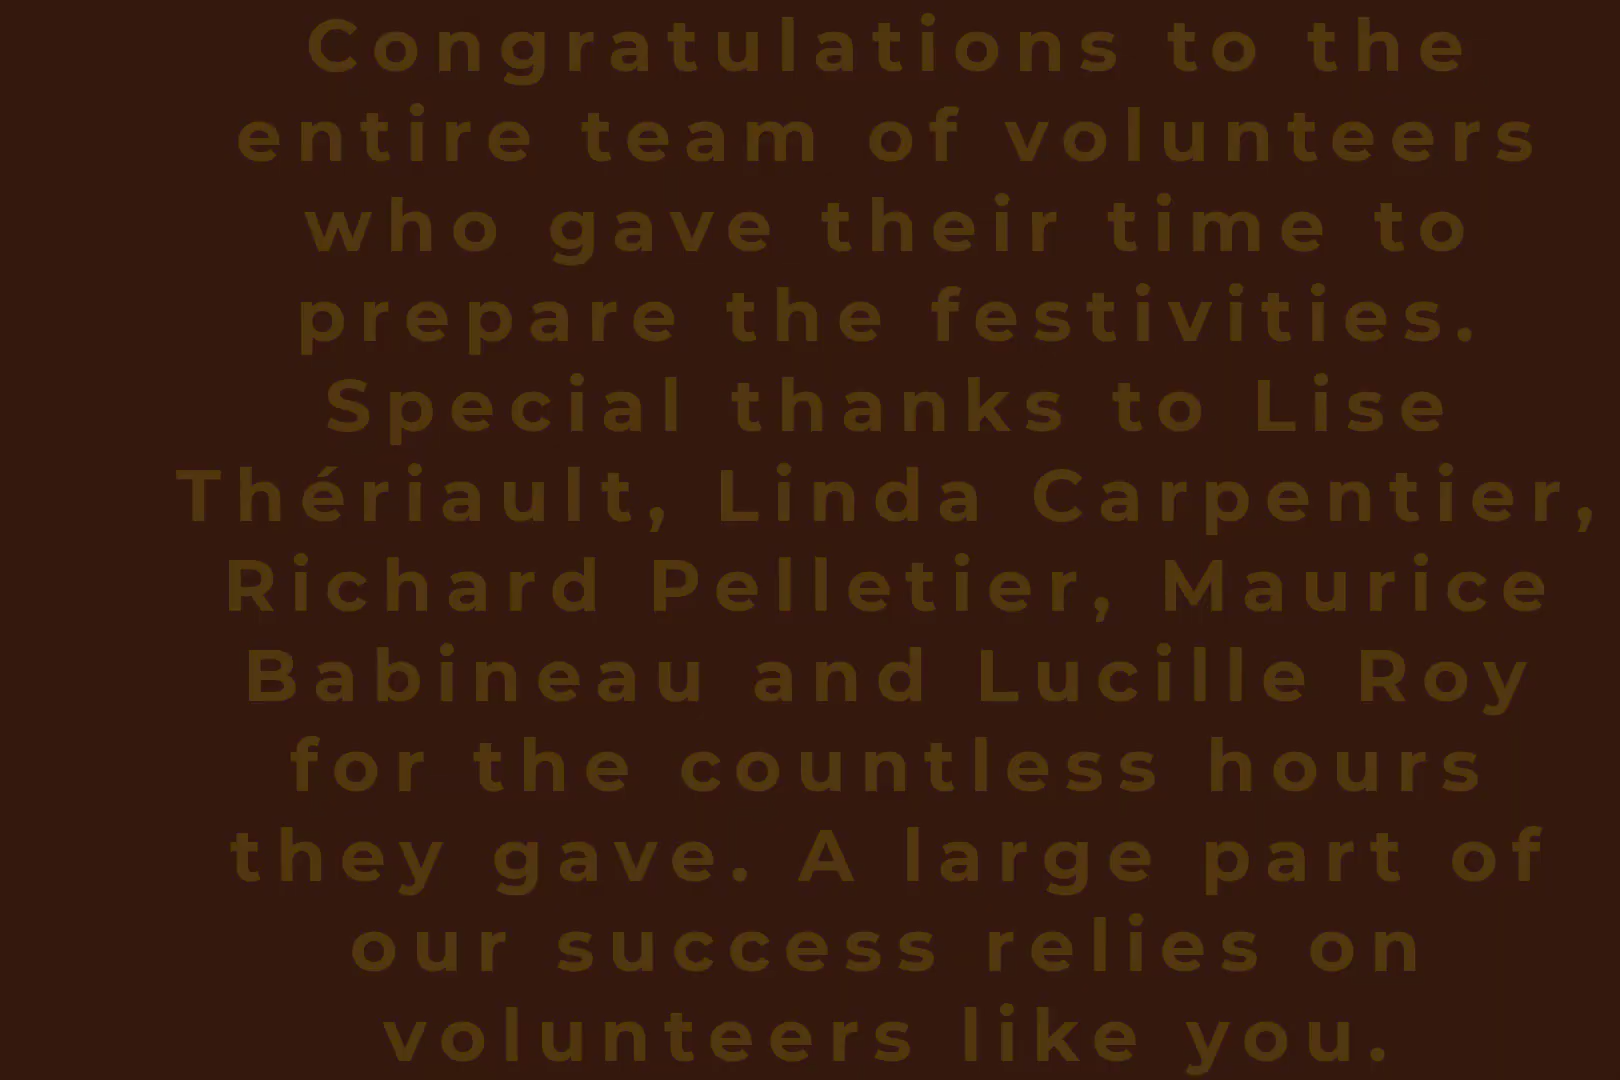 Congratulations to the
entire team of volunteers
who gave their time to
prepare the festivities.
Special thanks to Lise
Thériault, Linda Carpentier,
Richard Pelletier, Maurice
Babineau and Lucille Roy
for the countless hours
they gave. A large part of
our success relies on
volunteers like you.